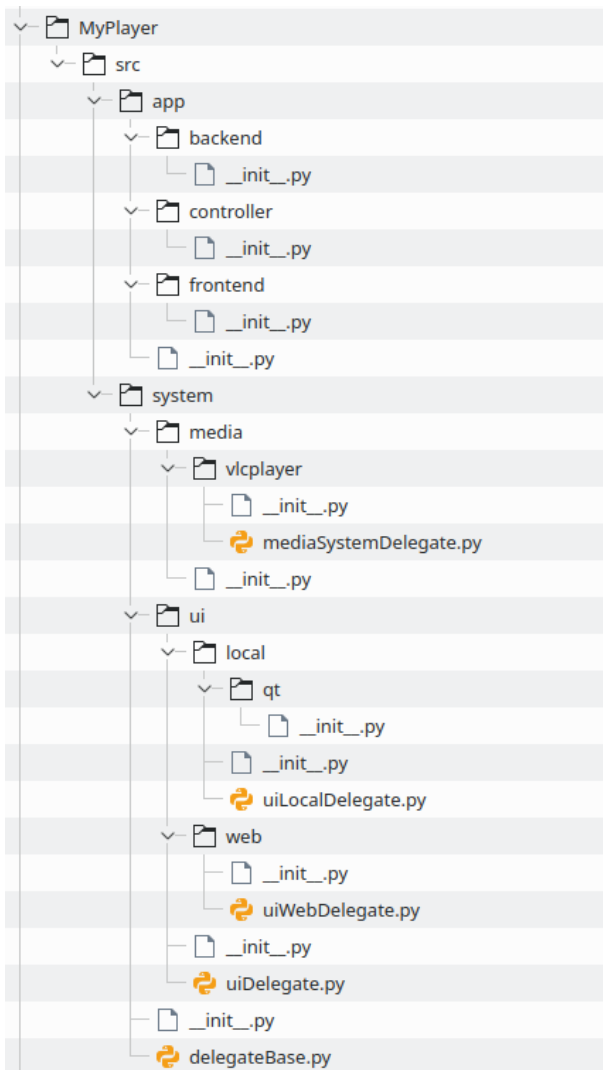 MyPlayer
src
app
backend
__init__.py
controller
__init__.py
frontend
__init__.py
__init__.py
system
media
vlcplayer
__init__.py
mediaSystemDelegate.py
__init__.py
ui
local
qt
__init__.py
__init__.py
uiLocalDelegate.py
web
__init__.py
uiWebDelegate.py
__init__.py
uiDelegate.py
__init__.py
delegateBase.py